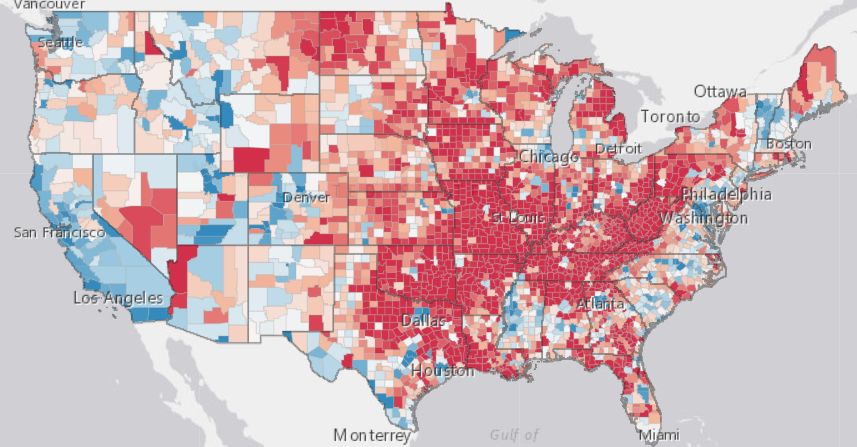 Vancouver
Seattle
Ottawa
Toronto
Boston
Chicago
Detroit
Denver
Philadelphia
St Louis
Washington
San Francisco
Los Angeles
Atlanta
Dallas
Houston
Monterrey
Gulf of
Miami